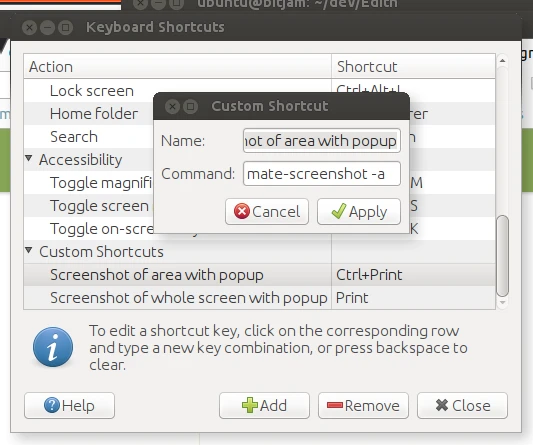 ubuntu@bitjam: ~/dev/Edith
Keyboard Shortcuts
Action Shortcut
Lock screen Ctrl+Alt+L
Home folder rer
Search n
Accessibility
Toggle magnifi M
Toggle screen S
Toggle on-scre K
Custom Shortcuts
Screenshot of area with popup Ctrl+Print
Screenshot of whole screen with popup Print
Custom Shortcut
Name: hot of area with popup
Command: mate-screenshot -a
Cancel Apply
To edit a shortcut key, click on the corresponding row
and type a new key combination, or press backspace to
clear.
Help Add Remove Close